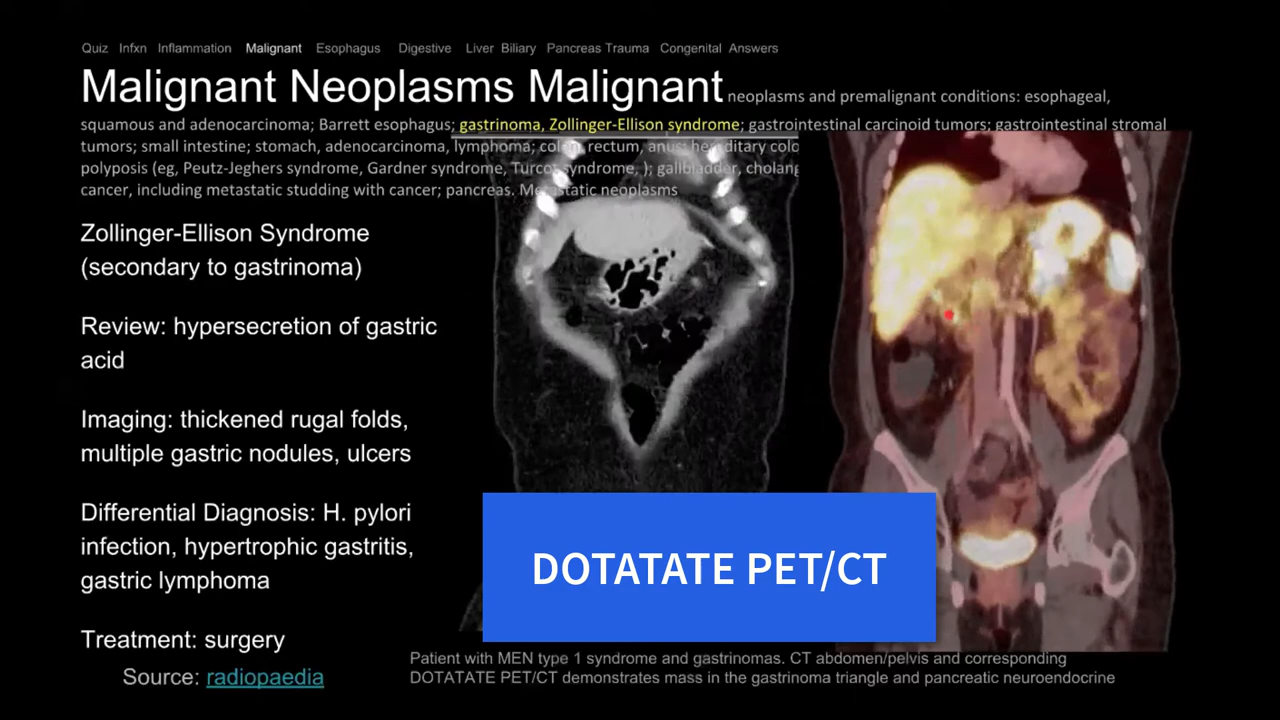 Quiz Infxn Inflammation Malignant Esophagus Digestive Liver Biliary Pancreas Trauma Congenital Answers
Malignant Neoplasms Malignant neoplasms and premalignant conditions: esophageal,
squamous and adenocarcinoma; Barrett esophagus; gastrinoma, Zollinger-Ellison syndrome; gastrointestinal carcinoid tumors; gastrointestinal stromal
tumors; small intestine; stomach, adenocarcinoma, lymphoma; colon, rectum, anus; hereditary colo
polyposis (eg, Peutz-Jeghers syndrome, Gardner syndrome, Turcot syndrome, ); gallbladder, cholang
cancer, including metastatic studding with cancer; pancreas. Metastatic neoplasms
Zollinger-Ellison Syndrome
(secondary to gastrinoma)
Review: hypersecretion of gastric
acid
Imaging: thickened rugal folds,
multiple gastric nodules, ulcers
Differential Diagnosis: H. pylori
infection, hypertrophic gastritis,
gastric lymphoma
Treatment: surgery
Source: radiopaedia
DOTATATE PET/CT
Patient with MEN type 1 syndrome and gastrinomas. CT abdomen/pelvis and corresponding
DOTATATE PET/CT demonstrates mass in the gastrinoma triangle and pancreatic neuroendocrine